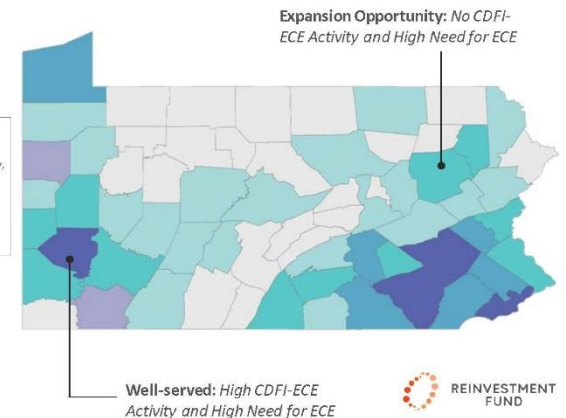 Expansion Opportunity: No CDFI-
ECE Activity and High Need for ECE
Well-served: High CDFI-ECE
Activity and High Need for ECE
REINVESTMENT
FUND